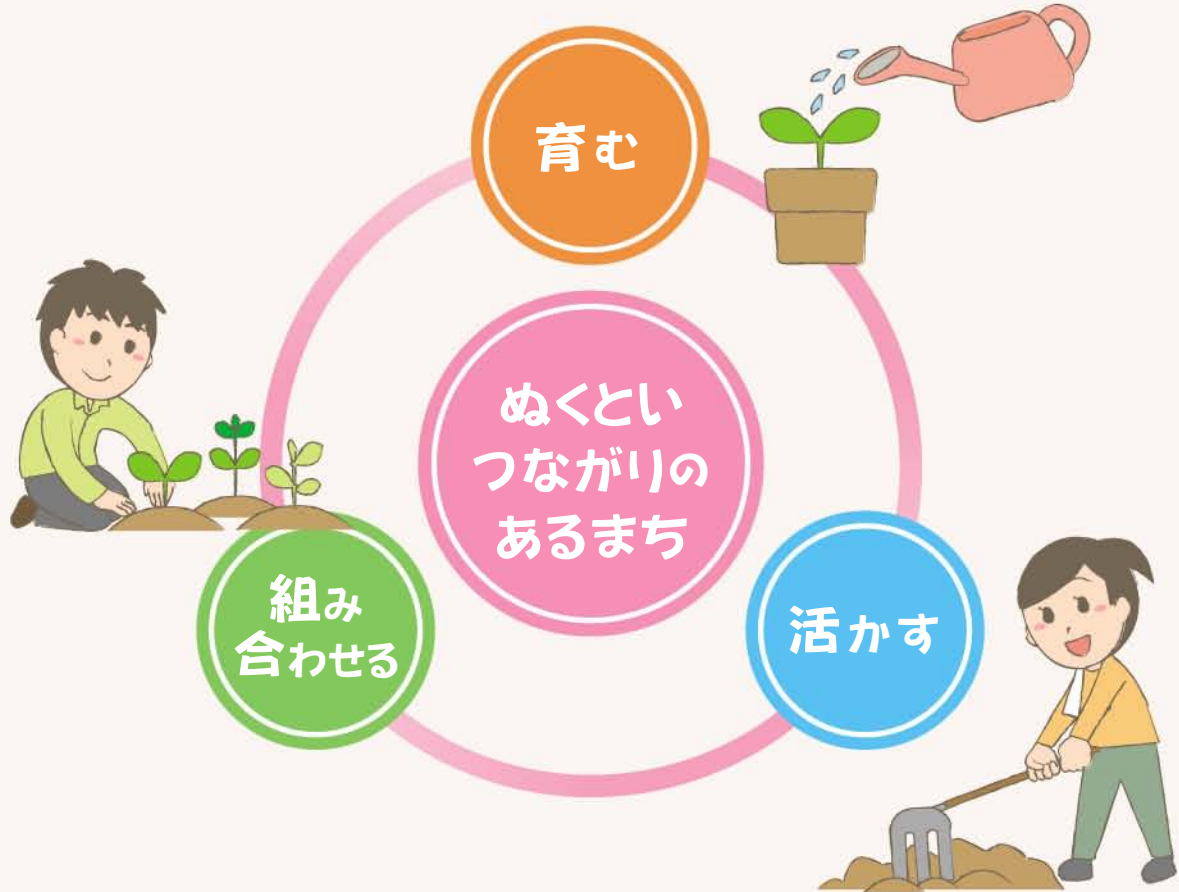 育む
ぬくとい
つながりの
あるまち
組み
合わせる
活かす